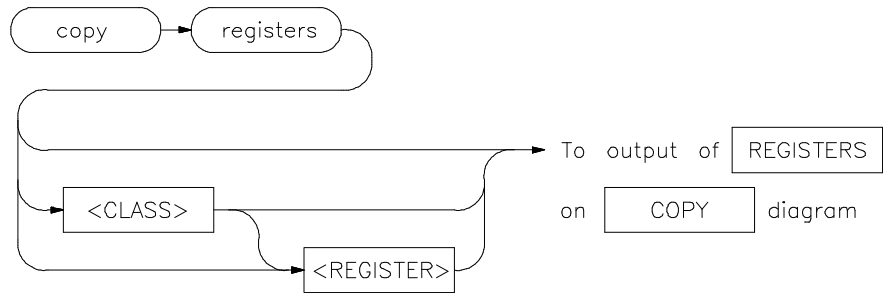 copy registers
To output of REGISTERS
<CLASS> on COPY diagram
<REGISTER>